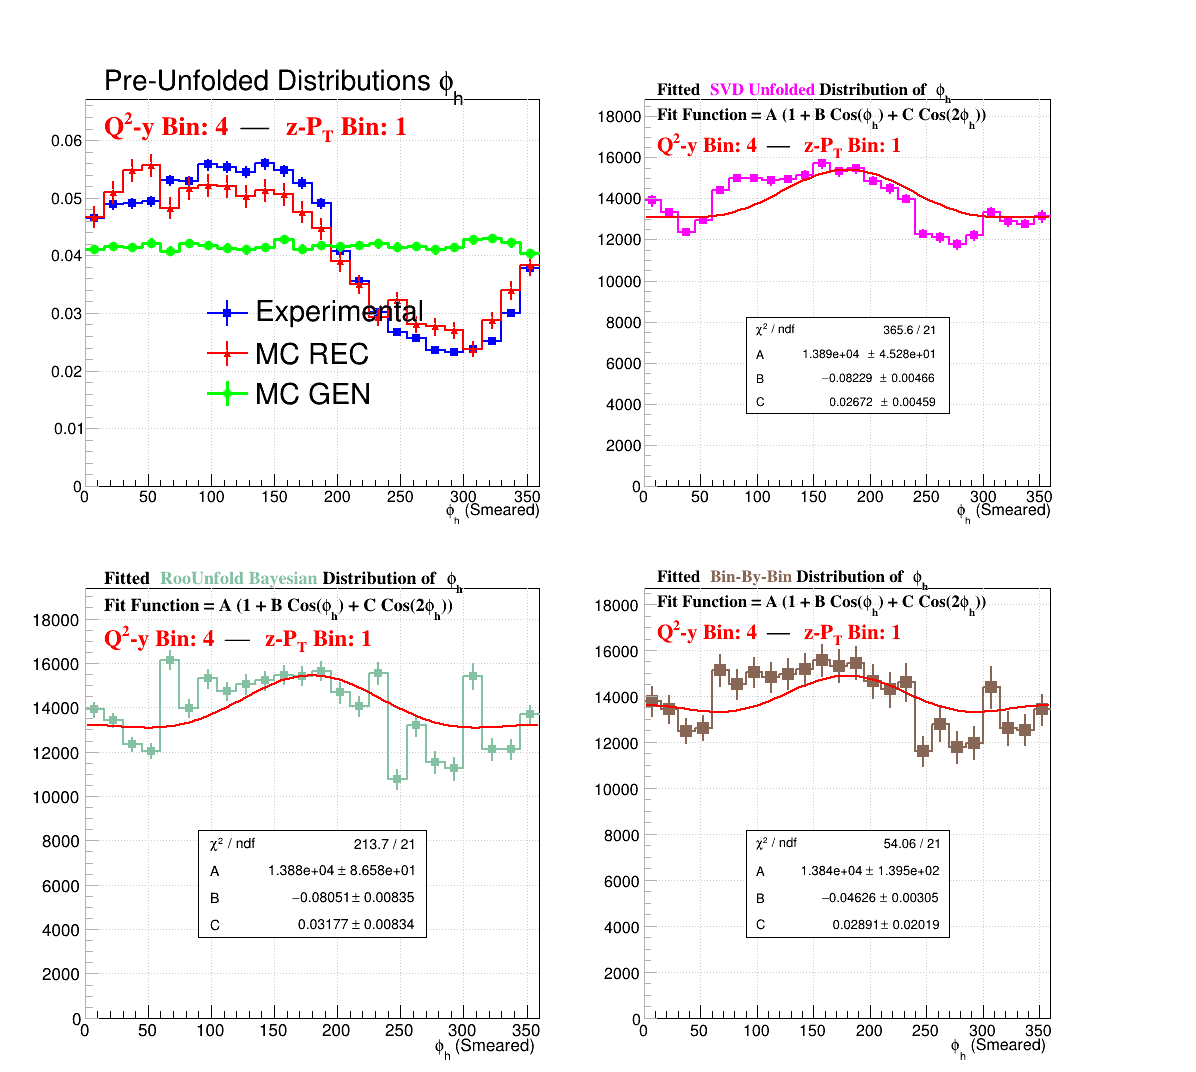 Pre-Unfolded Distributions ϕh
Q²-y Bin: 4 — z-PT Bin: 1
0.06
0.05
0.04
0.03
0.02
0.01
0
Experimental
MC REC
MC GEN
0 50 100 150 200 250 300 350
ϕh (Smeared)
Fitted SVD Unfolded Distribution of ϕh
Fit Function = A (1 + B Cos(ϕh) + C Cos(2ϕh))
Q²-y Bin: 4 — z-PT Bin: 1
18000
16000
14000
12000
10000
8000
6000
4000
2000
0
χ² / ndf 365.6 / 21
A 1.389e+04 ± 4.528e+01
B −0.08229 ± 0.00466
C 0.02672 ± 0.00459
0 50 100 150 200 250 300 350
ϕh (Smeared)
Fitted RooUnfold Bayesian Distribution of ϕh
Fit Function = A (1 + B Cos(ϕh) + C Cos(2ϕh))
Q²-y Bin: 4 — z-PT Bin: 1
18000
16000
14000
12000
10000
8000
6000
4000
2000
0
χ² / ndf 213.7 / 21
A 1.388e+04 ± 8.658e+01
B −0.08051 ± 0.00835
C 0.03177 ± 0.00834
0 50 100 150 200 250 300 350
ϕh (Smeared)
Fitted Bin-By-Bin Distribution of ϕh
Fit Function = A (1 + B Cos(ϕh) + C Cos(2ϕh))
Q²-y Bin: 4 — z-PT Bin: 1
18000
16000
14000
12000
10000
8000
6000
4000
2000
0
χ² / ndf 54.06 / 21
A 1.384e+04 ± 1.395e+02
B −0.04626 ± 0.00305
C 0.02891 ± 0.02019
0 50 100 150 200 250 300 350
ϕh (Smeared)